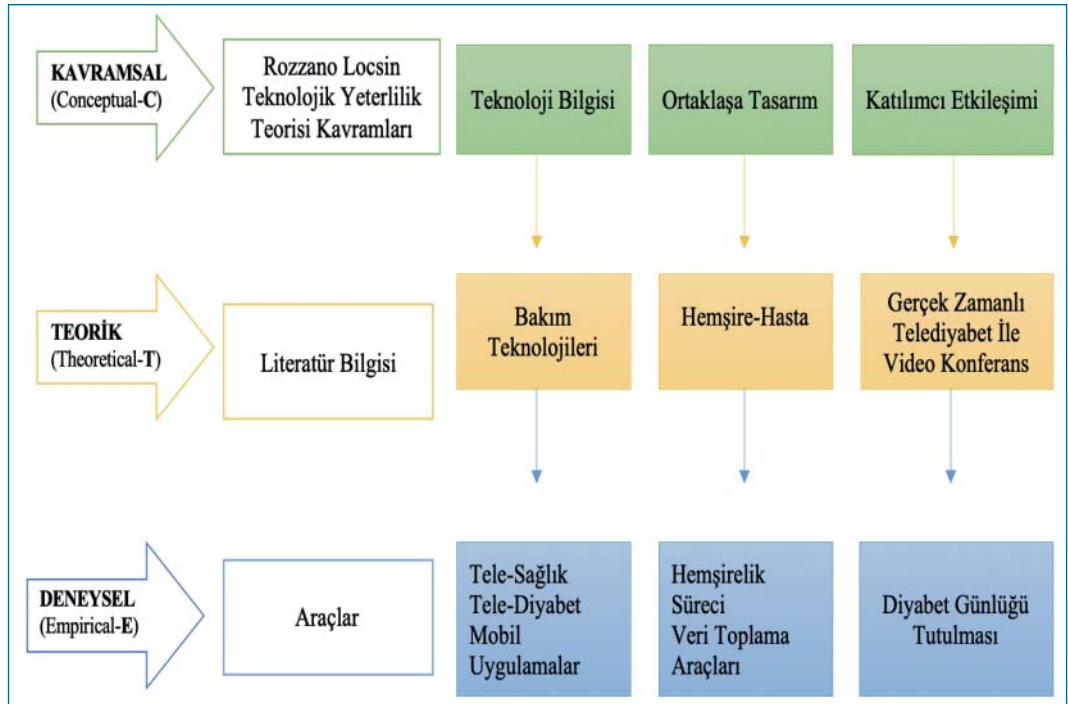 KAVRAMSAL
(Conceptual-C)
Rozzano Locsin
Teknolojik Yeterlilik
Teorisi Kavramları
Teknoloji Bilgisi
Ortaklaşa Tasarım
Katılımcı Etkileşimi
TEORİK
(Theoretical-T)
Literatür Bilgisi
Bakım
Teknolojileri
Hemşire-Hasta
Gerçek Zamanlı
Telediyabet İle
Video Konferans
DENEYSEL
(Empirical-E)
Araçlar
Tele-Sağlık
Tele-Diyabet
Mobil
Uygulamalar
Hemşirelik
Süreci
Veri Toplama
Araçları
Diyabet Günlüğü
Tutulması